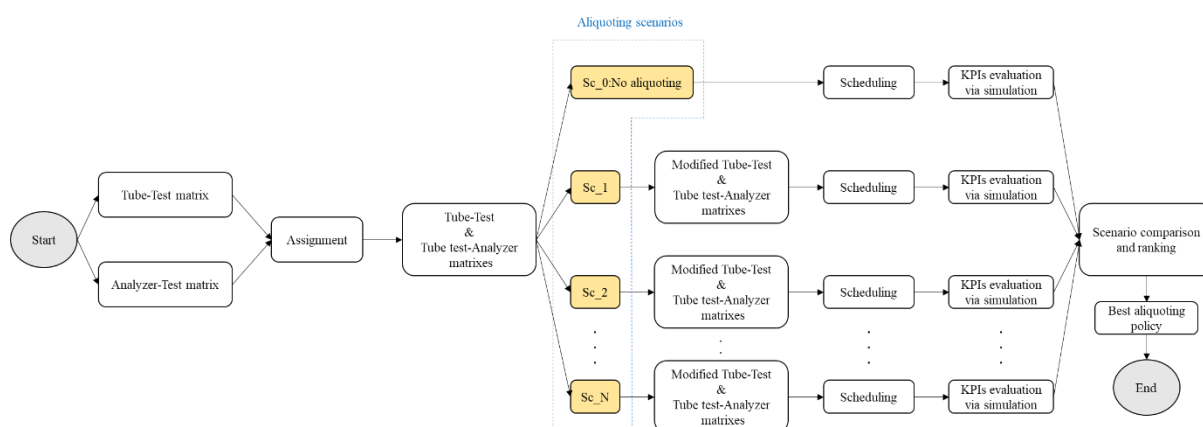 Aliquoting scenarios
Start
Tube-Test matrix
Analyzer-Test matrix
Assignment
Tube-Test
&
Tube test-Analyzer
matrixes
Sc_0:No aliquoting
Scheduling
KPIs evaluation
via simulation
Sc_1
Modified Tube-Test
&
Tube test-Analyzer
matrixes
Scheduling
KPIs evaluation
via simulation
Sc_2
Modified Tube-Test
&
Tube test-Analyzer
matrixes
Scheduling
KPIs evaluation
via simulation
Sc_N
Modified Tube-Test
&
Tube test-Analyzer
matrixes
Scheduling
KPIs evaluation
via simulation
Scenario comparison
and ranking
Best aliquoting
policy
End